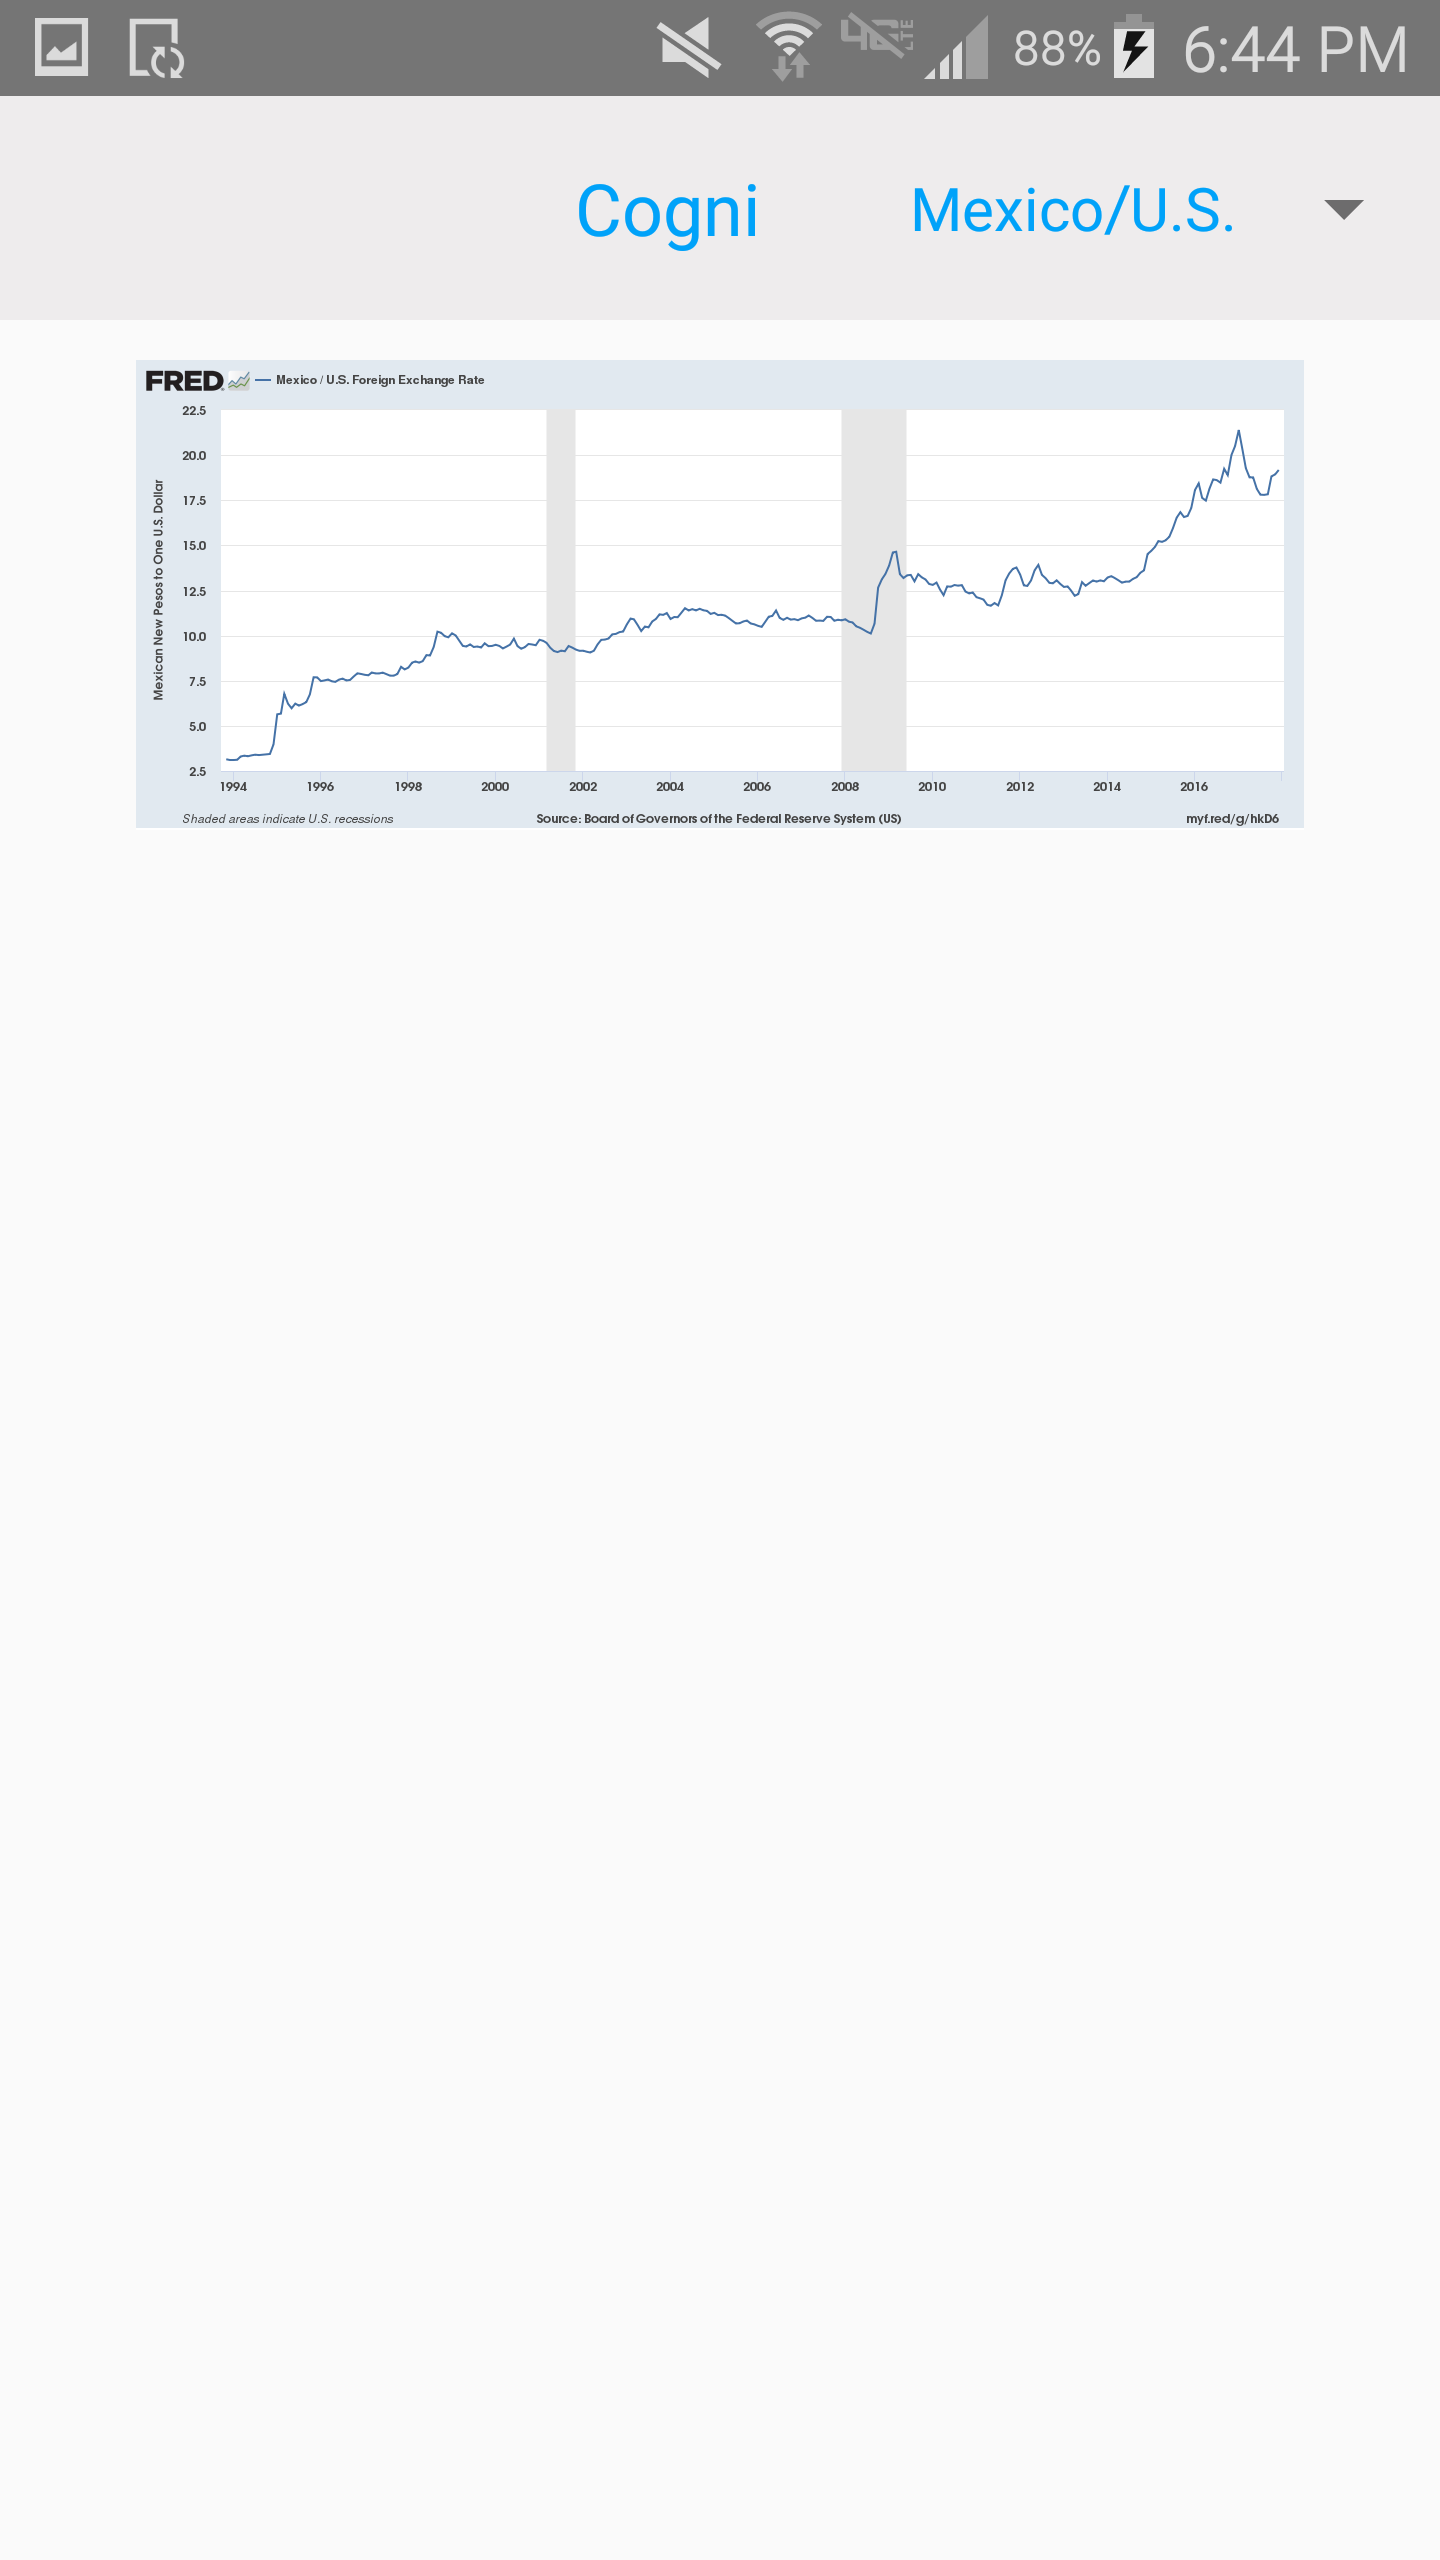 4G LTE 88% 6:44 PM
Cogni Mexico/U.S.
FRED Mexico / U.S. Foreign Exchange Rate
Mexican New Pesos to One U.S. Dollar
22.5
20.0
17.5
15.0
12.5
10.0
7.5
5.0
2.5
1994 1996 1998 2000 2002 2004 2006 2008 2010 2012 2014 2016
Shaded areas indicate U.S. recessions Source: Board of Governors of the Federal Reserve System (US) myf.red/g/hkD6